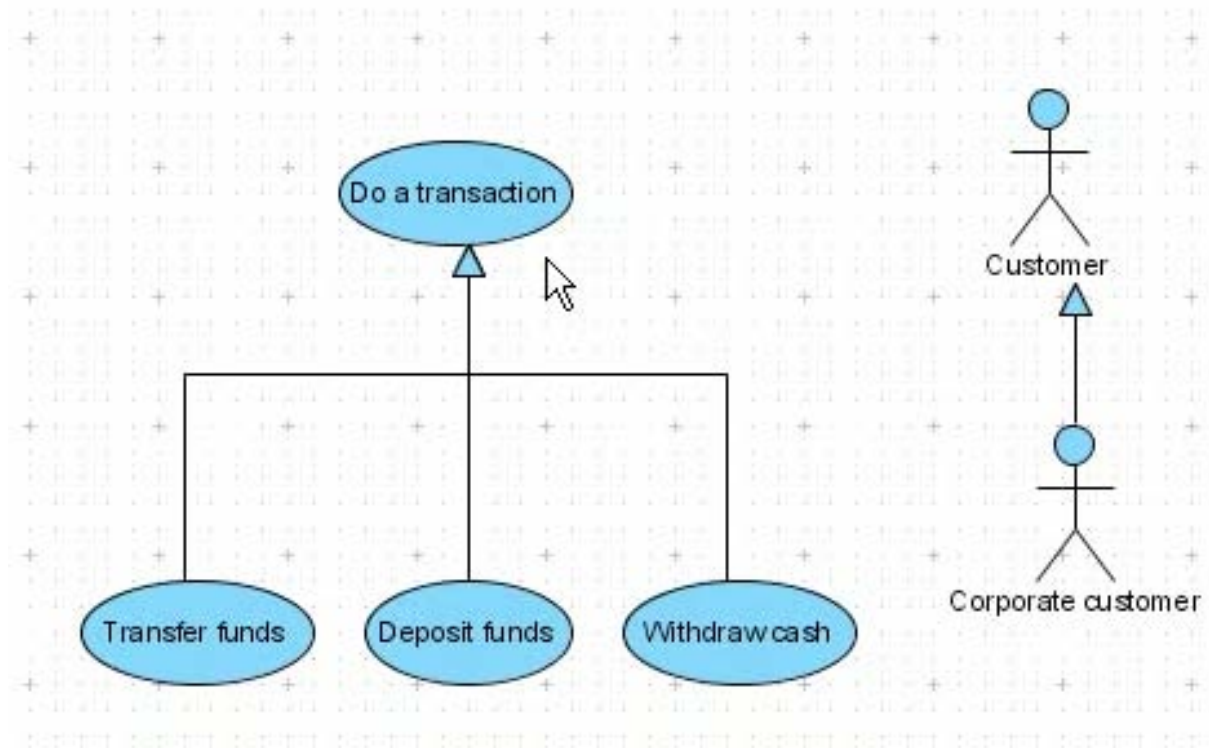 Do a transaction
Customer
Transfer funds
Deposit funds
Withdraw cash
Corporate customer